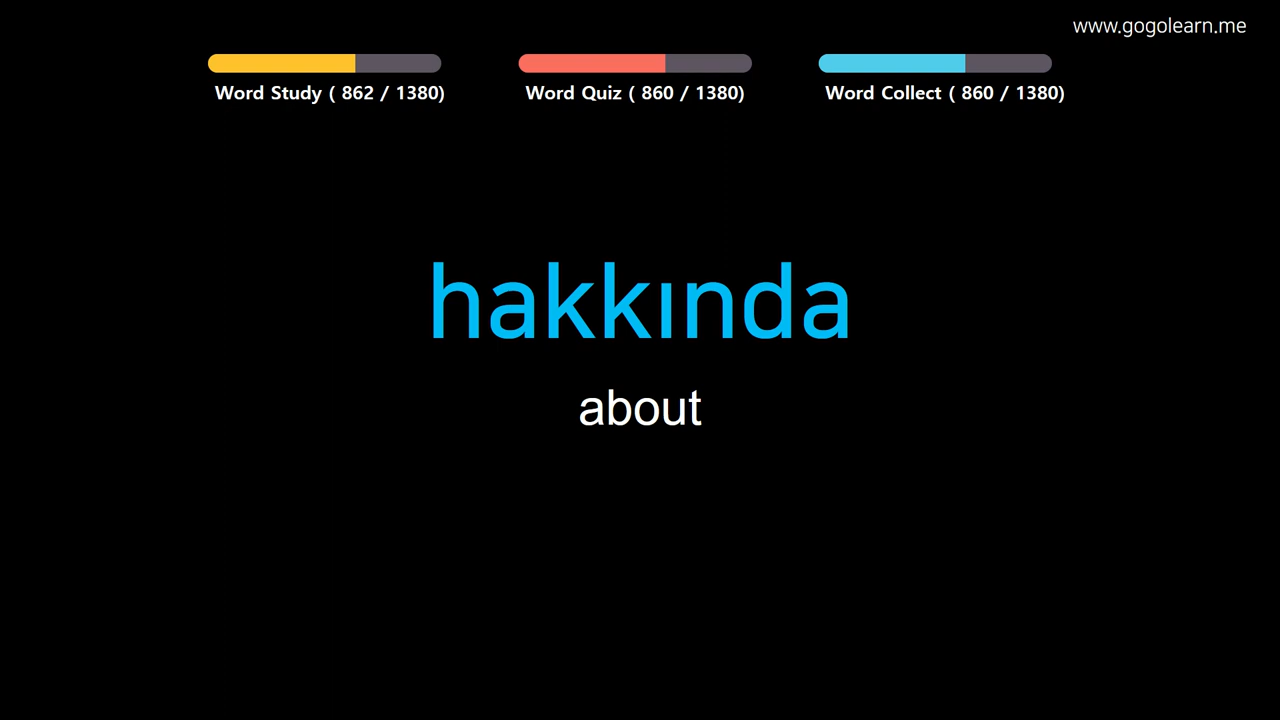 www.gogolearn.me
Word Study ( 862 / 1380)
Word Quiz ( 860 / 1380)
Word Collect ( 860 / 1380)
hakkında
about